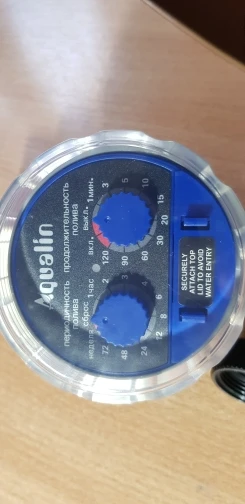 Aqualin
периодичность
полива
продолжительность
полива
сброс 1 час
неделя
2
3
4
6
8
12
24
48
72
выкл. 1 мин.
вкл.
3
5
10
15
20
30
60
90
120
SECURELY
ATTACH TOP
LID TO AVOID
WATER ENTRY